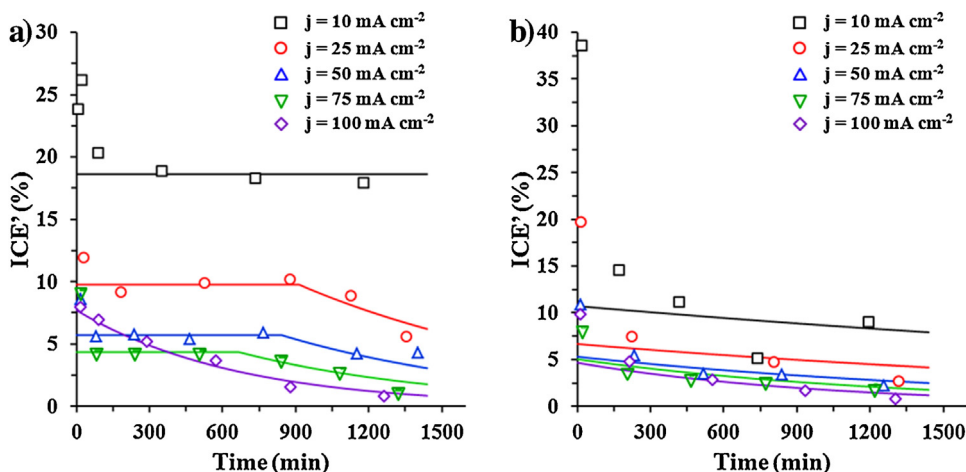 a)
ICE' (%)
30
25
20
15
10
5
0
0 300 600 900 1200 1500
Time (min)
j = 10 mA cm-2
j = 25 mA cm-2
j = 50 mA cm-2
j = 75 mA cm-2
j = 100 mA cm-2
b)
ICE' (%)
40
35
30
25
20
15
10
5
0
0 300 600 900 1200 1500
Time (min)
j = 10 mA cm-2
j = 25 mA cm-2
j = 50 mA cm-2
j = 75 mA cm-2
j = 100 mA cm-2